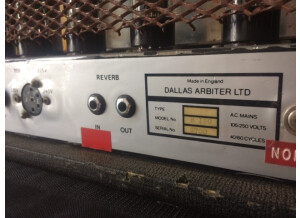 REVERB
IN
OUT
Made in England
DALLAS ARBITER LTD
TYPE
A.C. MAINS
MODEL No
100/250 VOLTS
SERIAL No
40/60 CYCLES